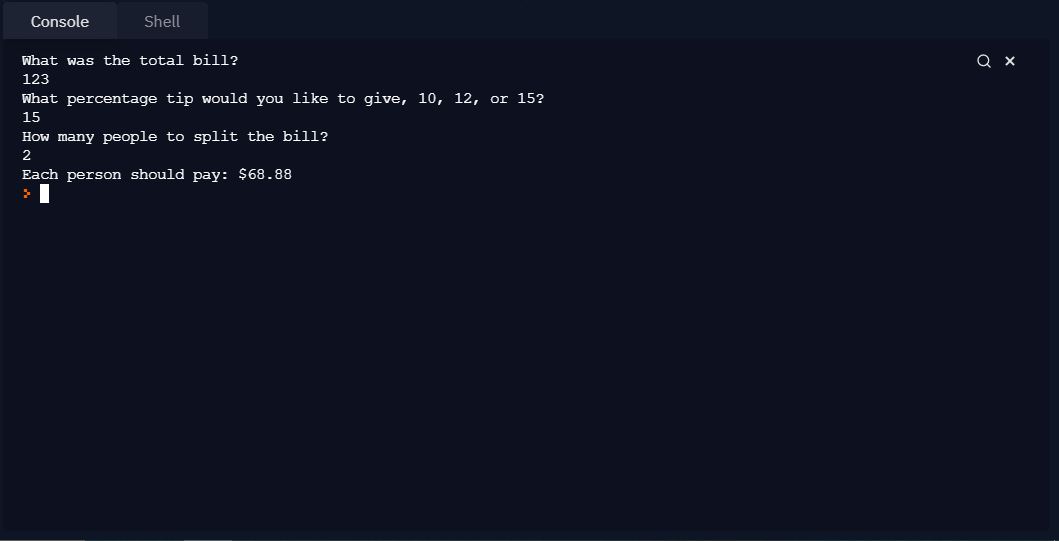 Console Shell
What was the total bill?
123
What percentage tip would you like to give, 10, 12, or 15?
15
How many people to split the bill?
2
Each person should pay: $68.88